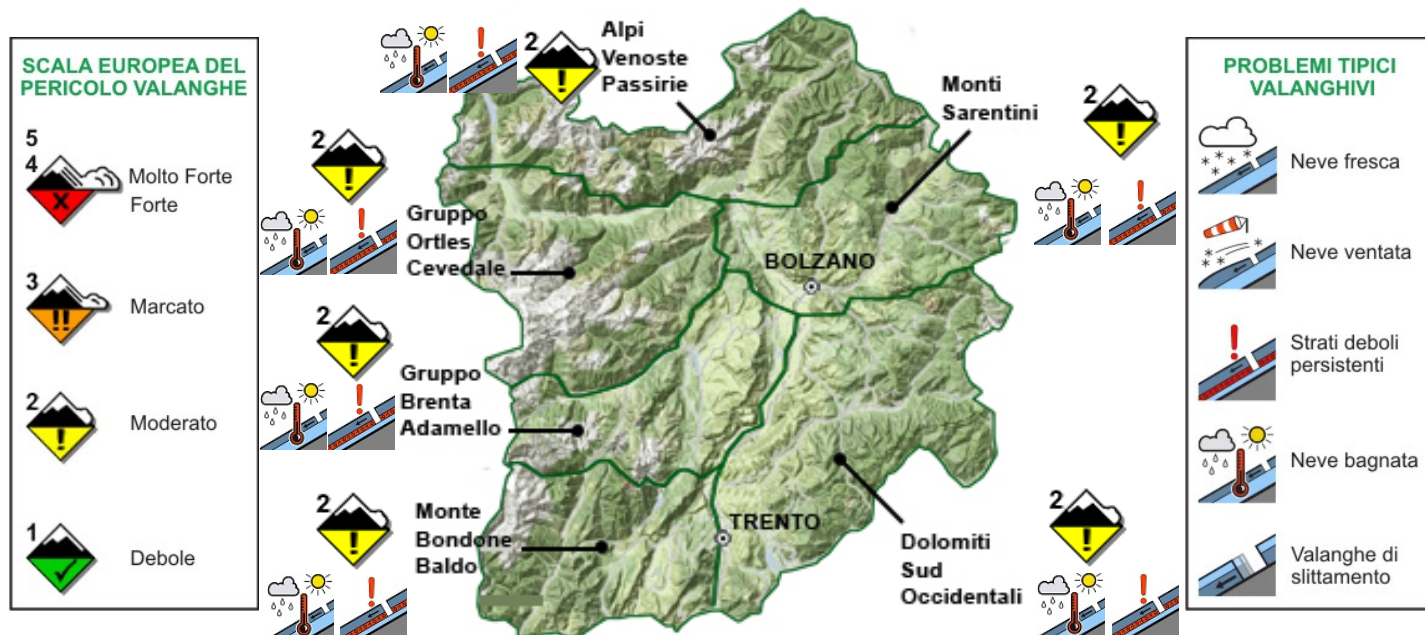 SCALA EUROPEA DEL
PERICOLO VALANGHE
5
4
Molto Forte
Forte
3
Marcato
2
Moderato
1
Debole
2
Alpi
Venoste
Passirie
Monti
Sarentini
2
2
Gruppo
Ortles
Cevedale
BOLZANO
2
Gruppo
Brenta
Adamello
2
Monte
Bondone
Baldo
TRENTO
Dolomiti
Sud
Occidentali
2
PROBLEMI TIPICI
VALANGHIVI
Neve fresca
Neve ventata
Strati deboli
persistenti
Neve bagnata
Valanghe di
slittamento